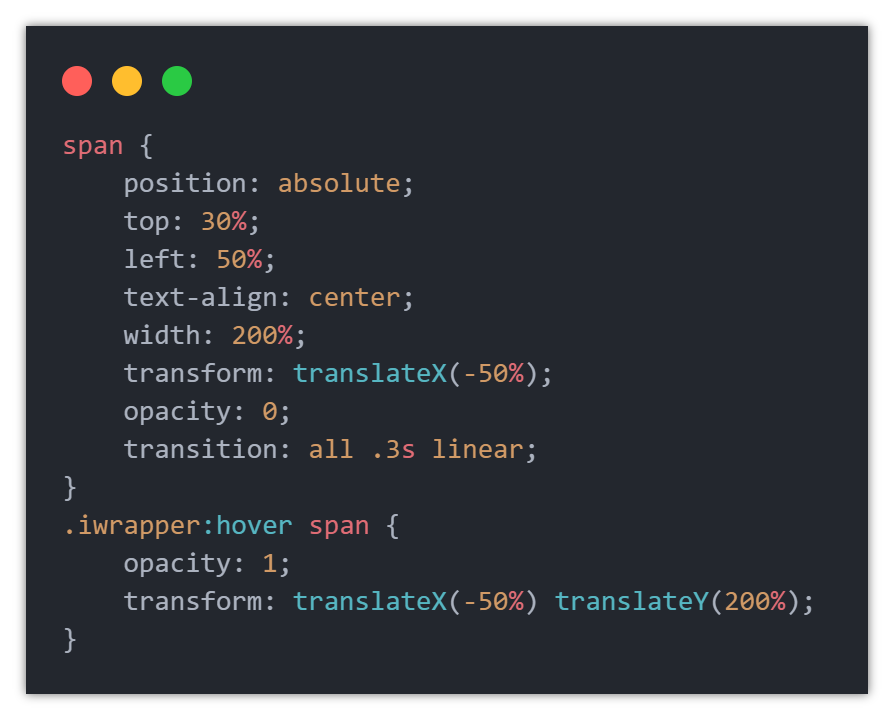 span {
    position: absolute;
    top: 30%;
    left: 50%;
    text-align: center;
    width: 200%;
    transform: translateX(-50%);
    opacity: 0;
    transition: all .3s linear;
}
.iwrapper:hover span {
    opacity: 1;
    transform: translateX(-50%) translateY(200%);
}